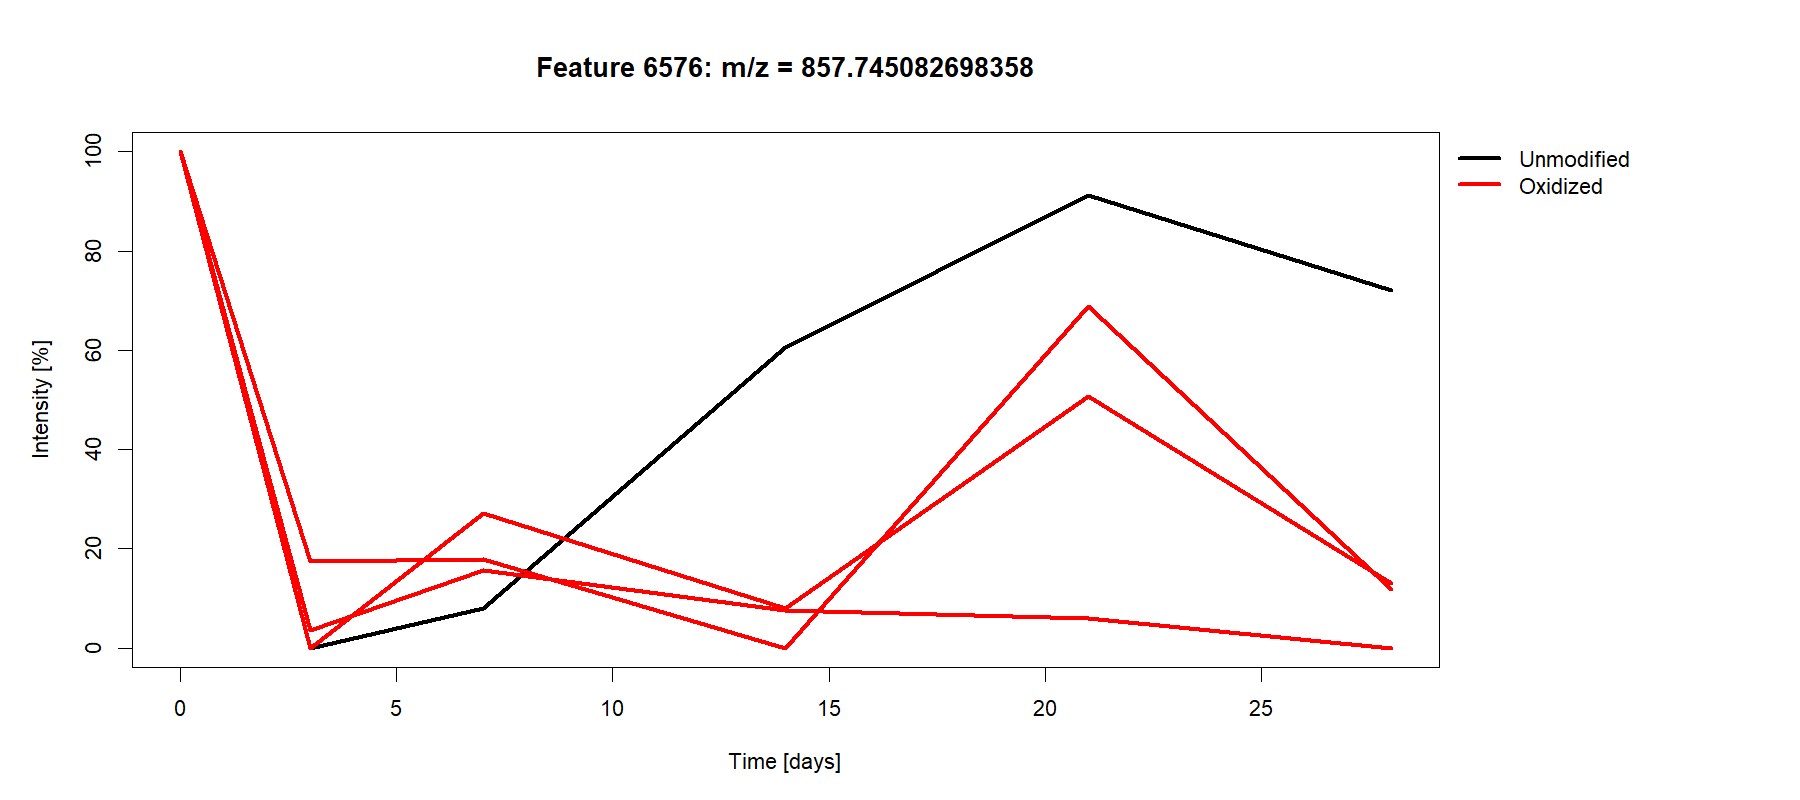 Feature 6576: m/z = 857.745082698358
Unmodified
Oxidized
Intensity [%]
100
80
60
40
20
0
0 5 10 15 20 25
Time [days]